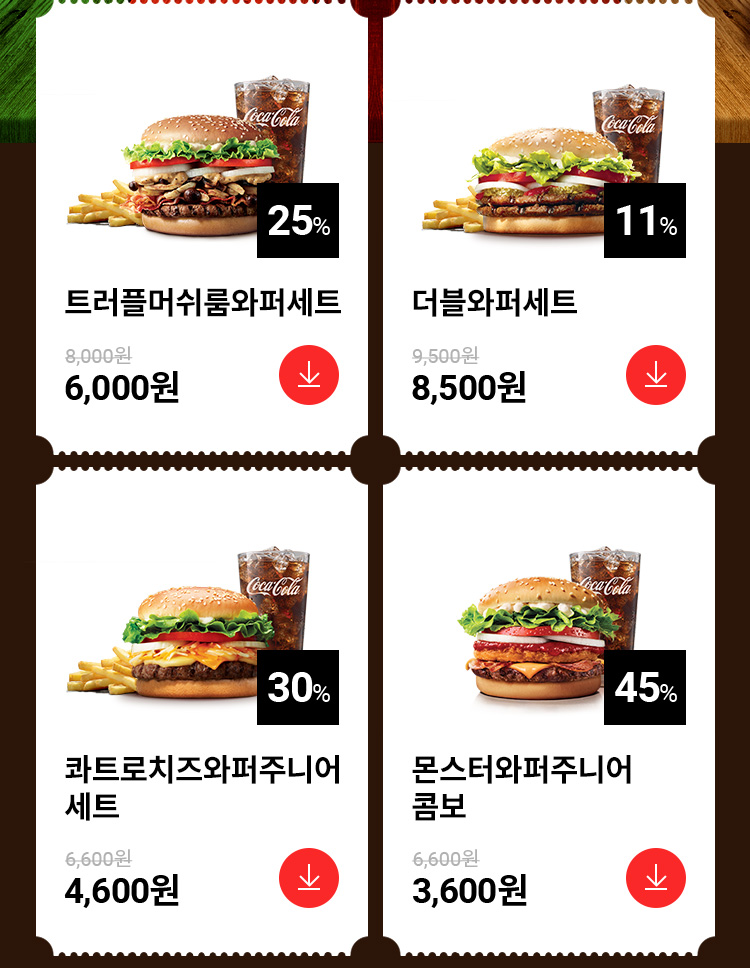 Coca-Cola
25%
트러플머쉬룸와퍼세트
8,000원
6,000원
Coca-Cola
11%
더블와퍼세트
9,500원
8,500원
Coca-Cola
30%
콰트로치즈와퍼주니어
세트
6,600원
4,600원
Coca-Cola
45%
몬스터와퍼주니어
콤보
6,600원
3,600원